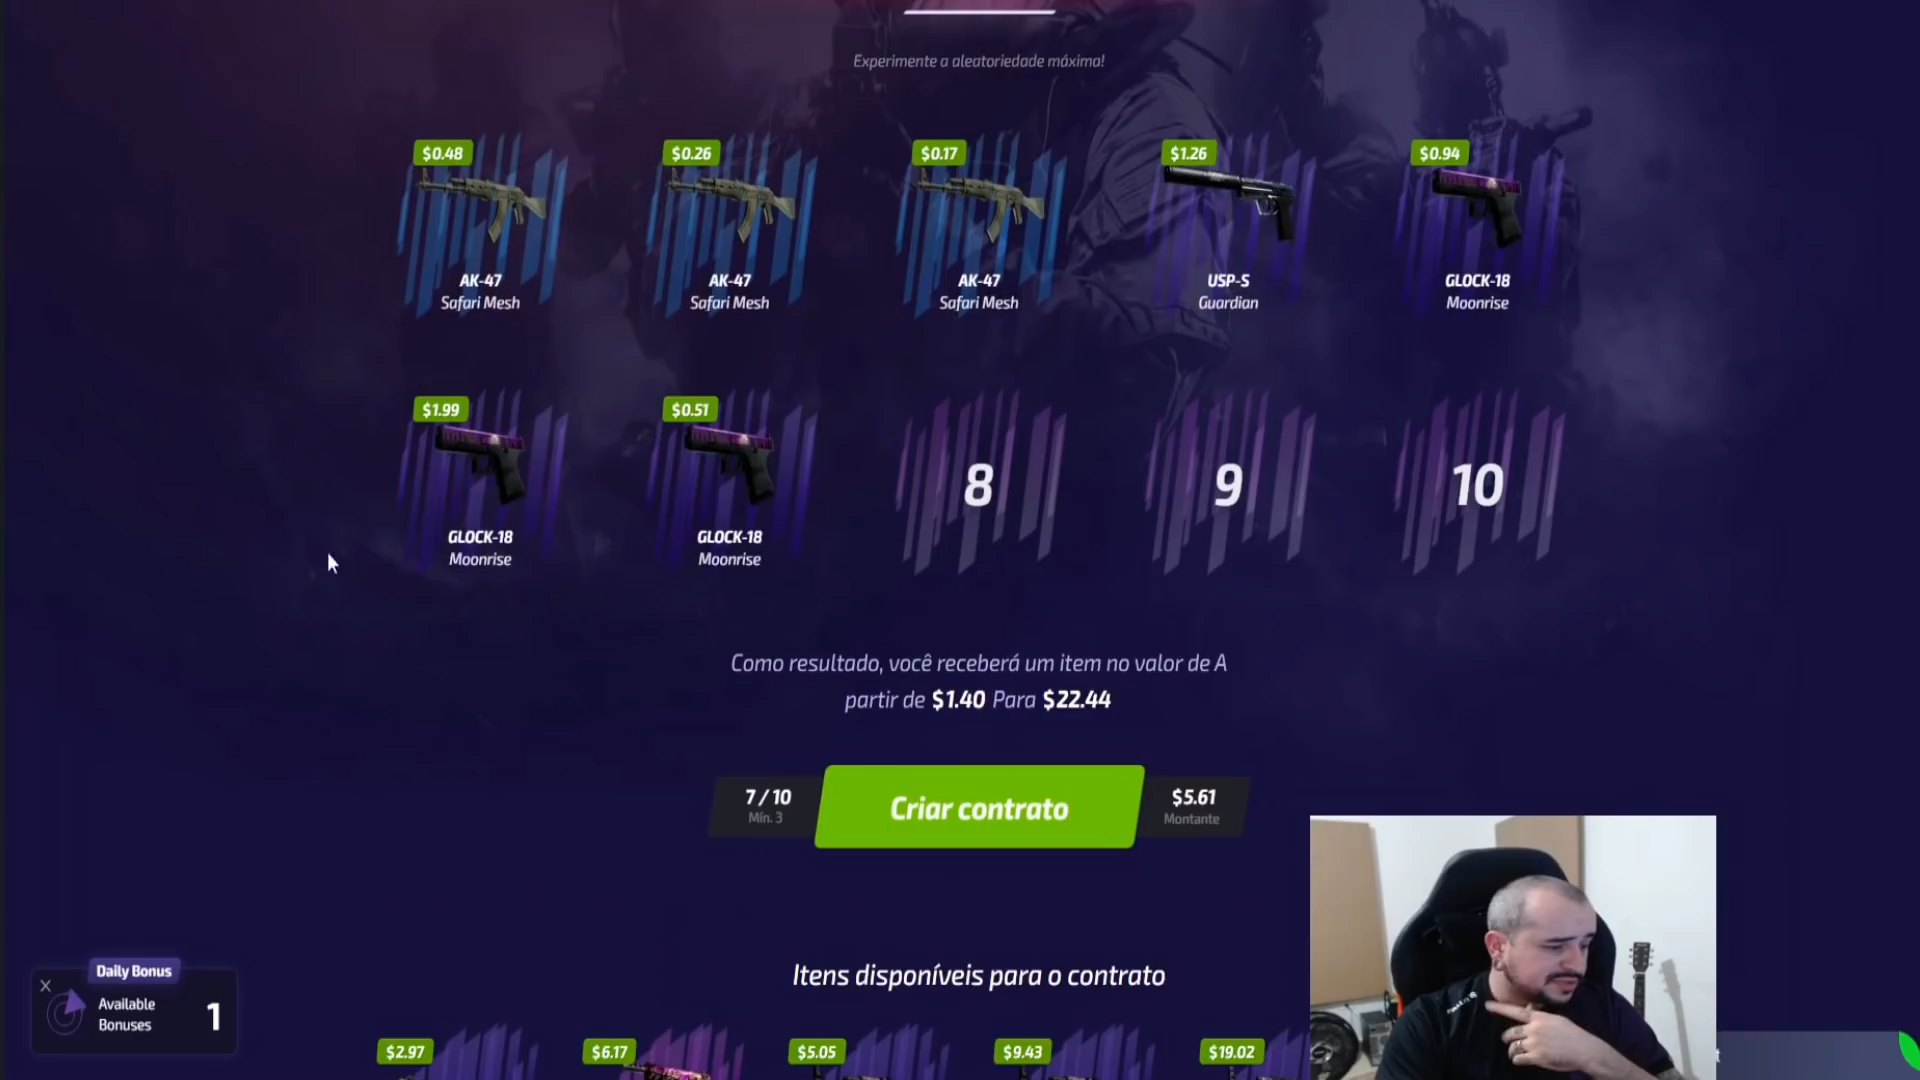 Experimente a aleatoriedade máxima!
$0.48
$0.26
$0.17
$1.26
$0.94
AK-47
Safari Mesh
AK-47
Safari Mesh
AK-47
Safari Mesh
USP-S
Guardian
GLOCK-18
Moonrise
$1.99
$0.51
8
9
10
GLOCK-18
Moonrise
GLOCK-18
Moonrise
Como resultado, você receberá um item no valor de A
partir de $1.40 Para $22.44
7 / 10
Mín. 3
Criar contrato
$5.61
Montante
Itens disponíveis para o contrato
Daily Bonus
Available
Bonuses
1
$2.97
$6.17
$5.05
$9.43
$19.02